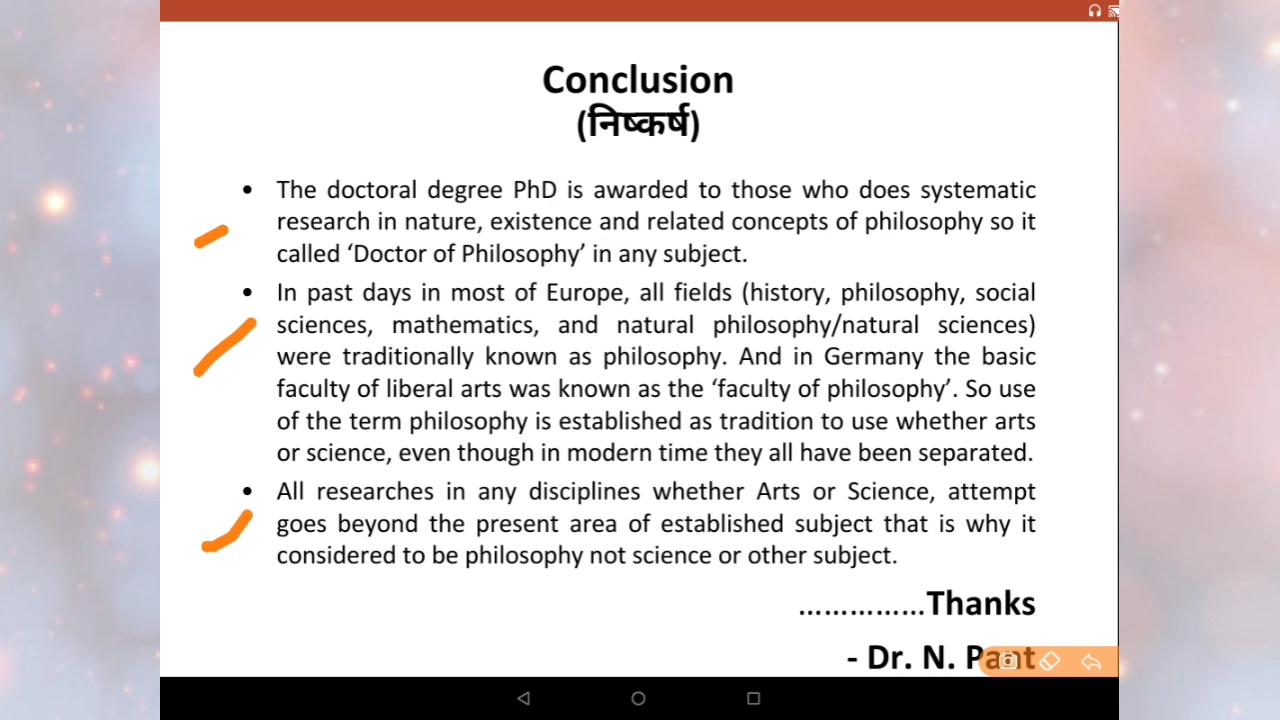 Conclusion
(निष्कर्ष)
• The doctoral degree PhD is awarded to those who does systematic
research in nature, existence and related concepts of philosophy so it
called ‘Doctor of Philosophy’ in any subject.
• In past days in most of Europe, all fields (history, philosophy, social
sciences, mathematics, and natural philosophy/natural sciences)
were traditionally known as philosophy. And in Germany the basic
faculty of liberal arts was known as the ‘faculty of philosophy’. So use
of the term philosophy is established as tradition to use whether arts
or science, even though in modern time they all have been separated.
• All researches in any disciplines whether Arts or Science, attempt
goes beyond the present area of established subject that is why it
considered to be philosophy not science or other subject.
……………Thanks
- Dr. N. Pant